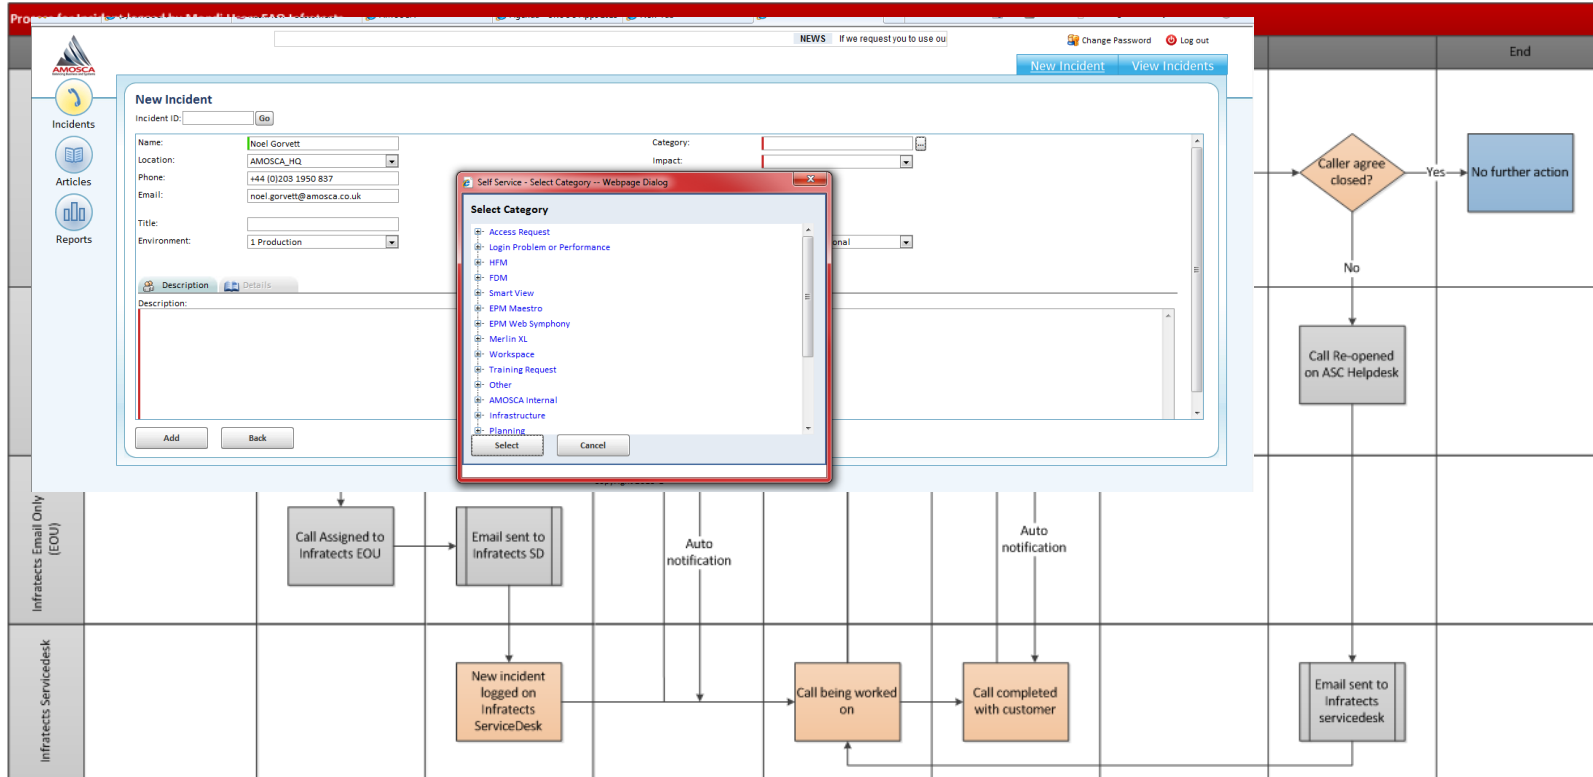 NEWS If we request you to use ou
Change Password Log out
AMOSCA
New Incident View Incidents
End
New Incident
Incident ID: Go
Incidents
Articles
Reports
Name: Noel Gorvett
Location: AMOSCA_HQ
Phone: +44 (0)203 1950 837
Email: noel.gorvett@amosca.co.uk
Title:
Environment: 1 Production
Category: ...
Impact:
onal
Description Details
Description:
Add Back
Self Service - Select Category -- Webpage Dialog
Select Category
Access Request
Login Problem or Performance
HFM
FDM
Smart View
EPM Maestro
EPM Web Symphony
Merlin XL
Workspace
Training Request
Other
AMOSCA Internal
Infrastructure
Planning
Select Cancel
Caller agree
closed?
Yes
No further action
No
Call Re-opened
on ASC Helpdesk
Infratects Email Only
(EOU)
Call Assigned to
Infratects EOU
Email sent to
Infratects SD
Auto
notification
Auto
notification
Infratects Servicedesk
New incident
logged on
Infratects
ServiceDesk
Call being worked
on
Call completed
with customer
Email sent to
Infratects
servicedesk